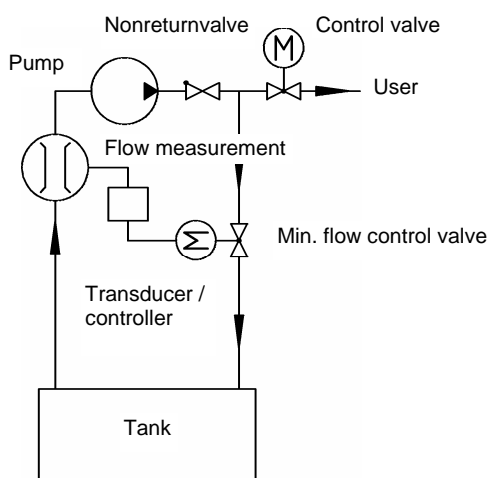 Nonreturnvalve
Control valve
Pump
M
User
Flow measurement
M
Min. flow control valve
Transducer /
controller
Tank